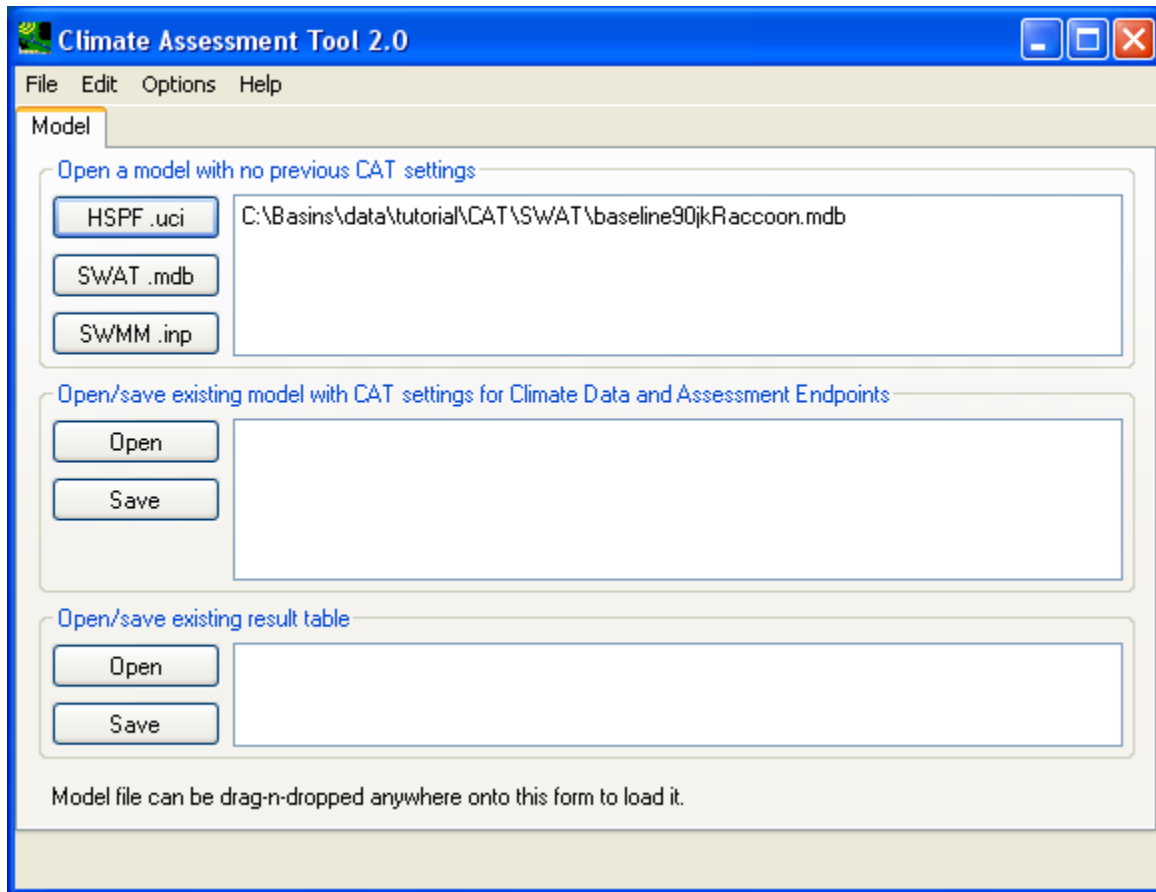 Climate Assessment Tool 2.0
File Edit Options Help
Model
Open a model with no previous CAT settings
HSPF .uci
C:\Basins\data\tutorial\CAT\SWAT\baseline90jkRaccoon.mdb
SWAT .mdb
SWMM .inp
Open/save existing model with CAT settings for Climate Data and Assessment Endpoints
Open
Save
Open/save existing result table
Open
Save
Model file can be drag-n-dropped anywhere onto this form to load it.